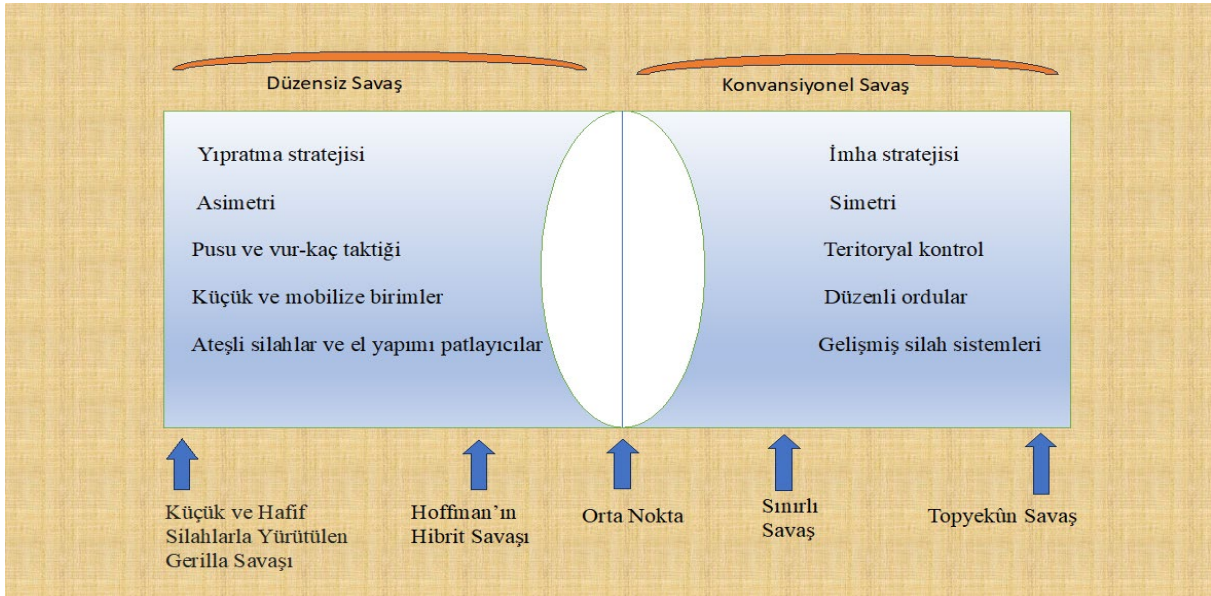 Düzensiz Savaş
Konvansiyonel Savaş
Yıpratma stratejisi
Asimetri
Pusu ve vur-kaç taktiği
Küçük ve mobilize birimler
Ateşli silahlar ve el yapımı patlayıcılar
İmha stratejisi
Simetri
Teritoryal kontrol
Düzenli ordular
Gelişmiş silah sistemleri
Küçük ve Hafif
Silahlarla Yürütülen
Gerilla Savaşı
Hoffman’ın
Hibrit Savaşı
Orta Nokta
Sınırlı
Savaş
Topyekûn Savaş